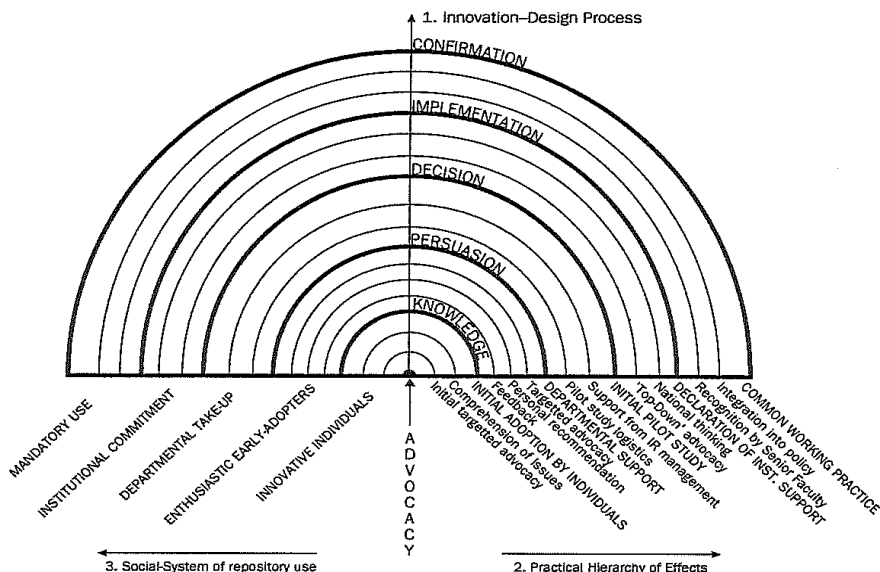 1. Innovation–Design Process
CONFIRMATION
IMPLEMENTATION
DECISION
PERSUASION
KNOWLEDGE
MANDATORY USE
INSTITUTIONAL COMMITMENT
DEPARTMENTAL TAKE-UP
ENTHUSIASTIC EARLY-ADOPTERS
INNOVATIVE INDIVIDUALS
ADVOCACY
Initial targetted advocacy
Comprehension of issues
INITIAL ADOPTION BY INDIVIDUALS
Feedback
Personal recommendation
Targetted advocacy
DEPARTMENTAL SUPPORT
Pilot study logistics
Support from IR management
INITIAL PILOT STUDY
'Top-Down' advocacy
National thinking
DECLARATION OF INST. SUPPORT
Recognition by Senior Faculty
Integration into policy
COMMON WORKING PRACTICE
3. Social-System of repository use
2. Practical Hierarchy of Effects